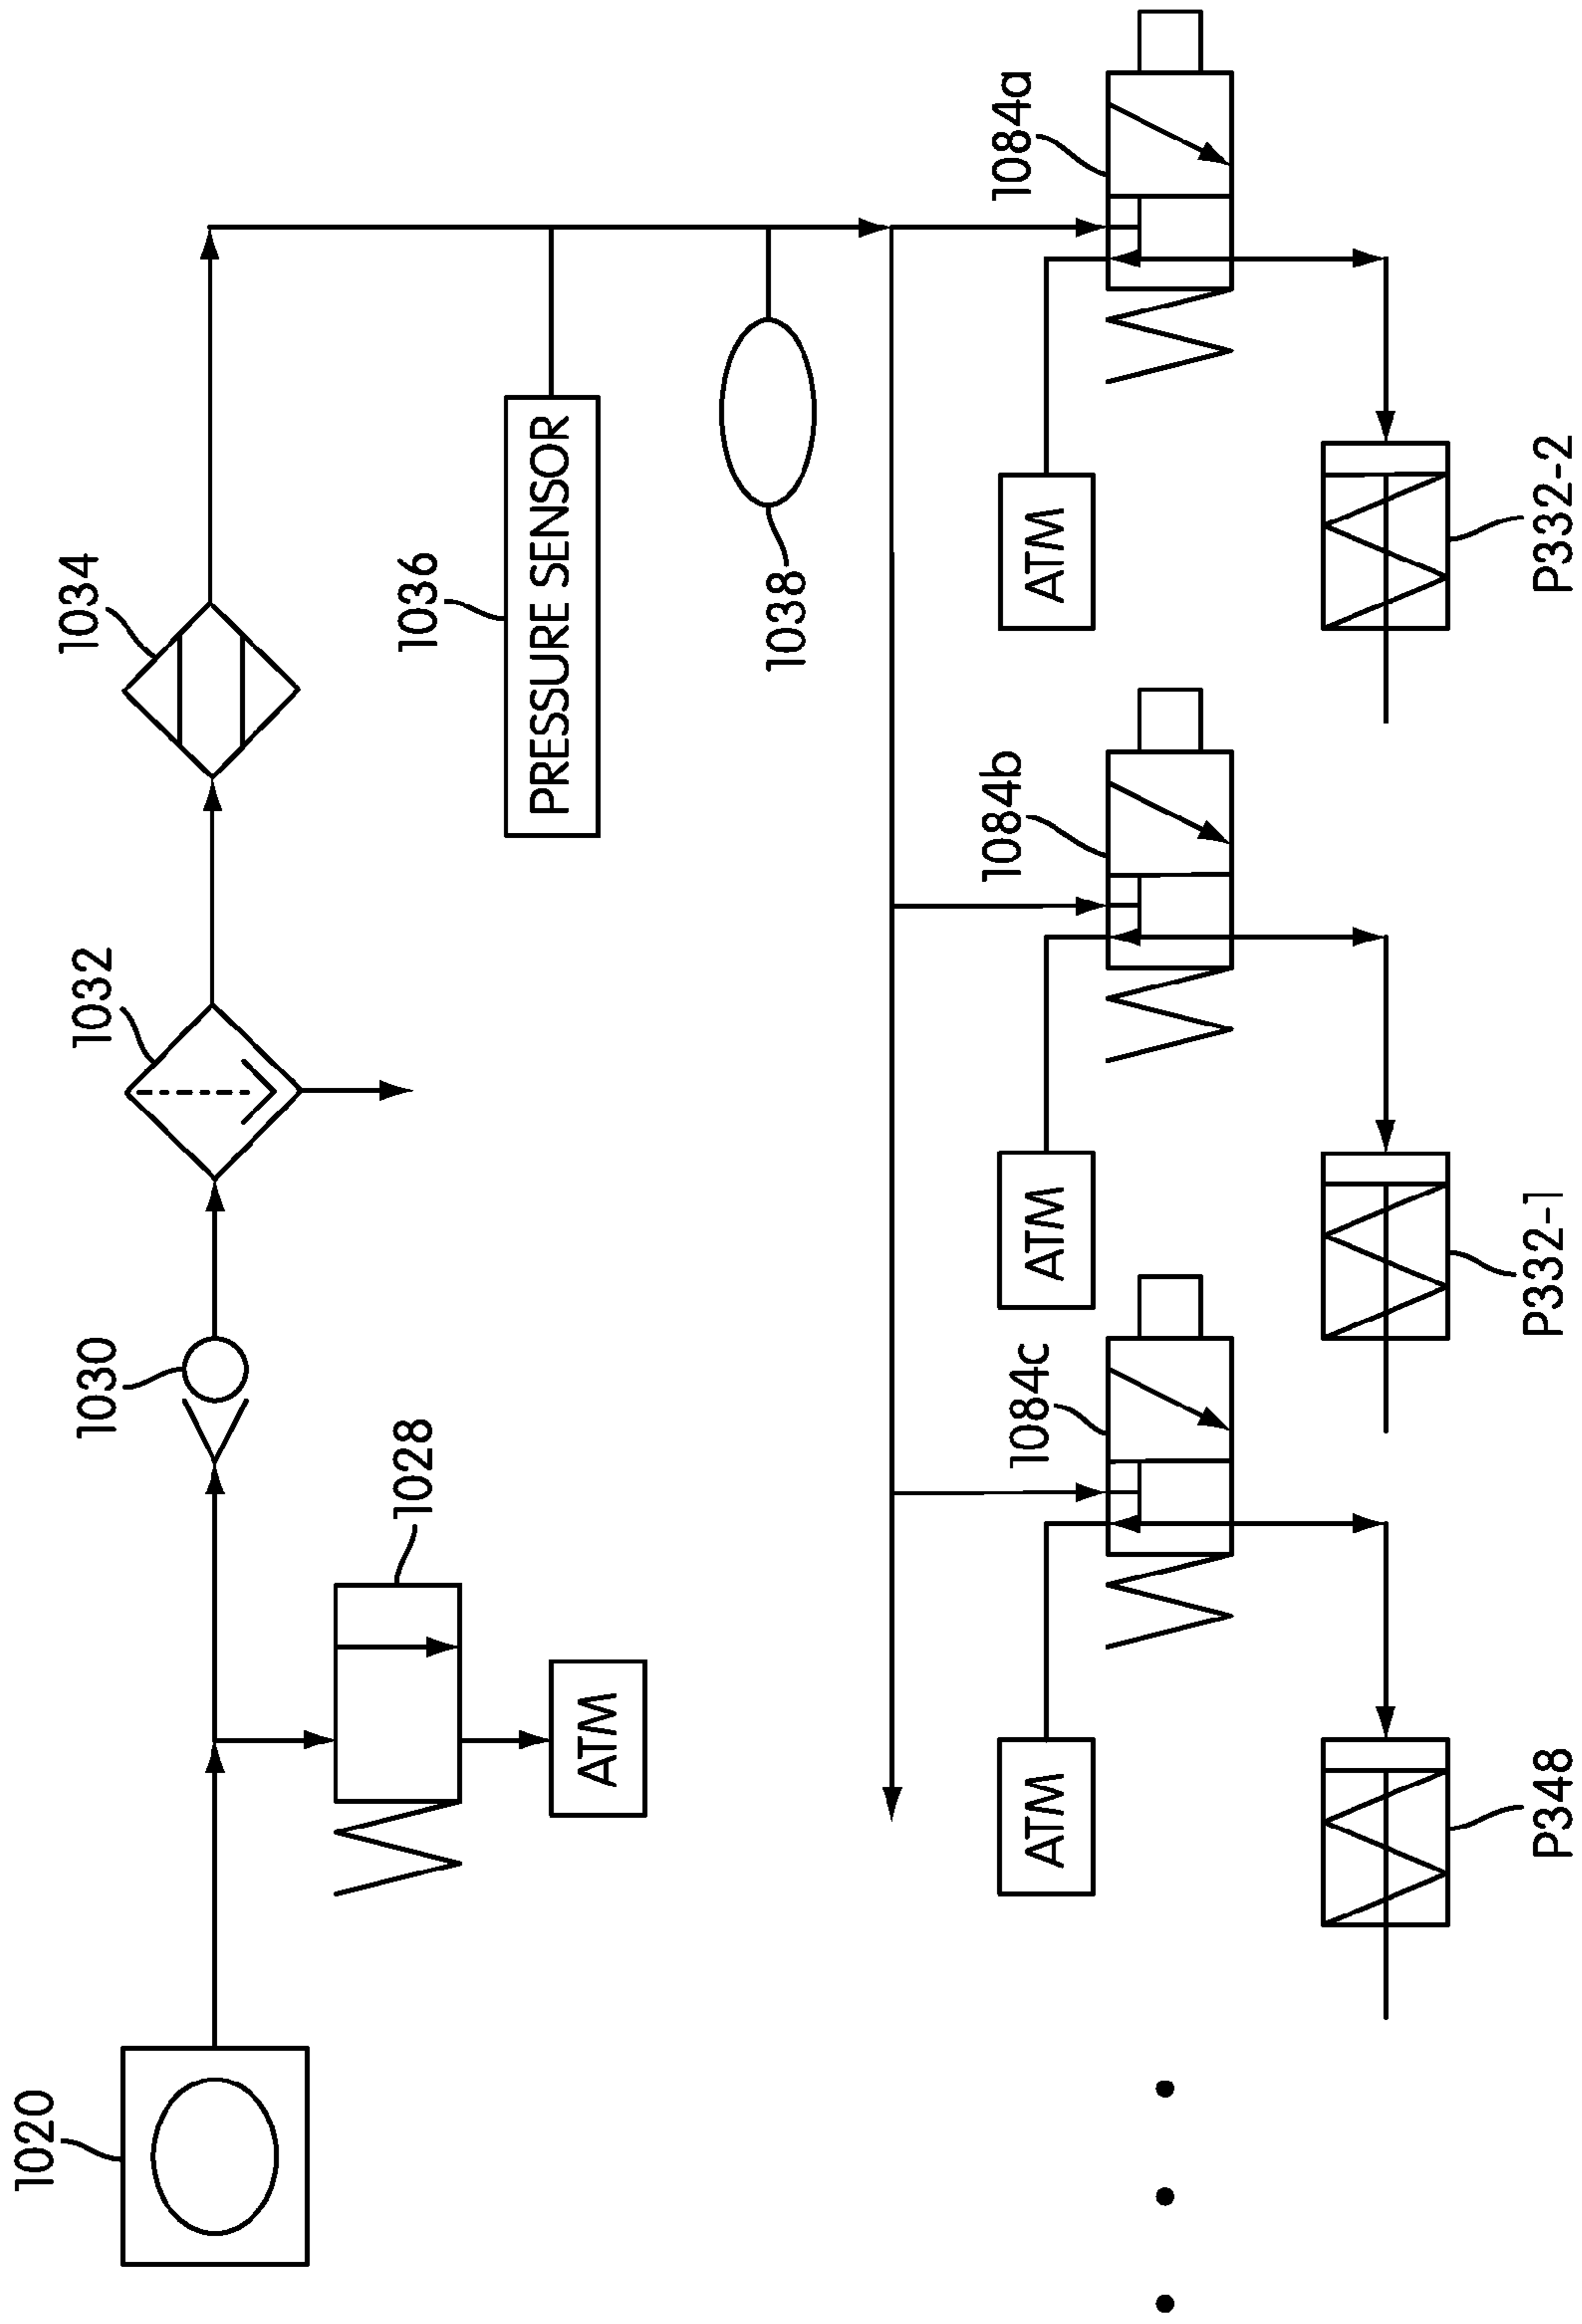 1020
1028
ATM
1030
1032
1034
1036
PRESSURE SENSOR
1038
1084a
ATM
P332-2
1084b
ATM
P332-1
1084c
ATM
P348